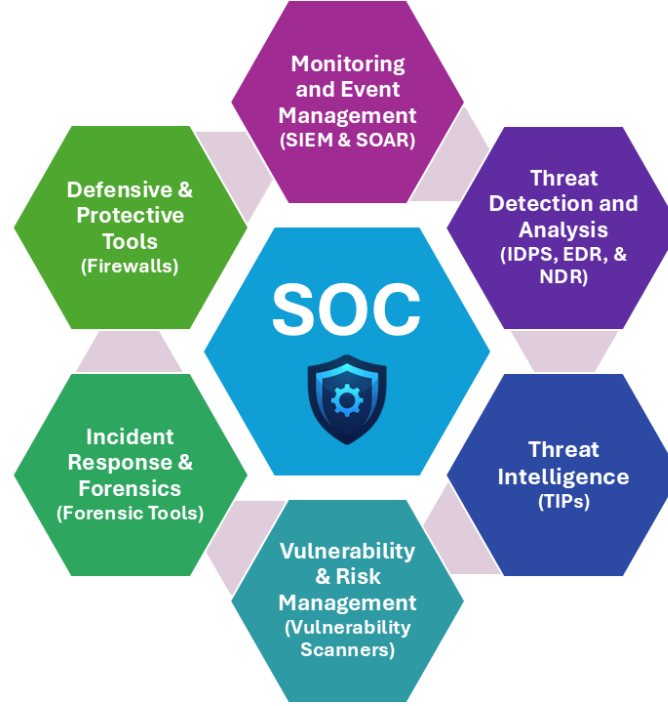 Monitoring
and Event
Management
(SIEM & SOAR)
Threat
Detection and
Analysis
(IDPS, EDR, &
NDR)
Threat
Intelligence
(TIPs)
Vulnerability
& Risk
Management
(Vulnerability
Scanners)
Incident
Response &
Forensics
(Forensic Tools)
Defensive &
Protective
Tools
(Firewalls)
SOC